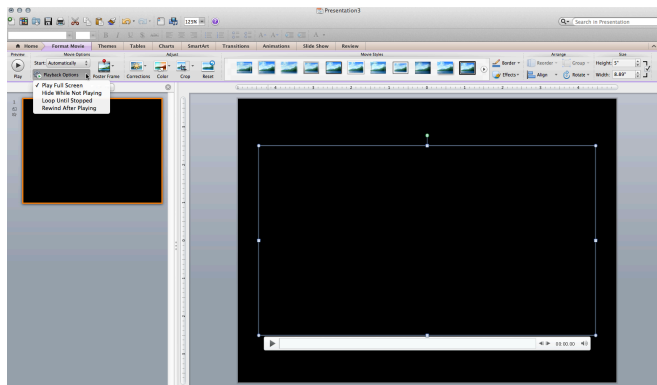 Presentation3
125%
Search in Presentation
Home Format Movie Themes Tables Charts SmartArt Transitions Animations Slide Show Review
Preview Movie Options Adjust Movie Styles Arrange Size
Start: Automatically
Playback Options
Play Poster Frame Corrections Color Crop Reset
Border Reorder Group Height: 5"
Effects Align Rotate Width: 8.89"
✓ Play Full Screen
Hide While Not Playing
Loop Until Stopped
Rewind After Playing
1
00:00.00